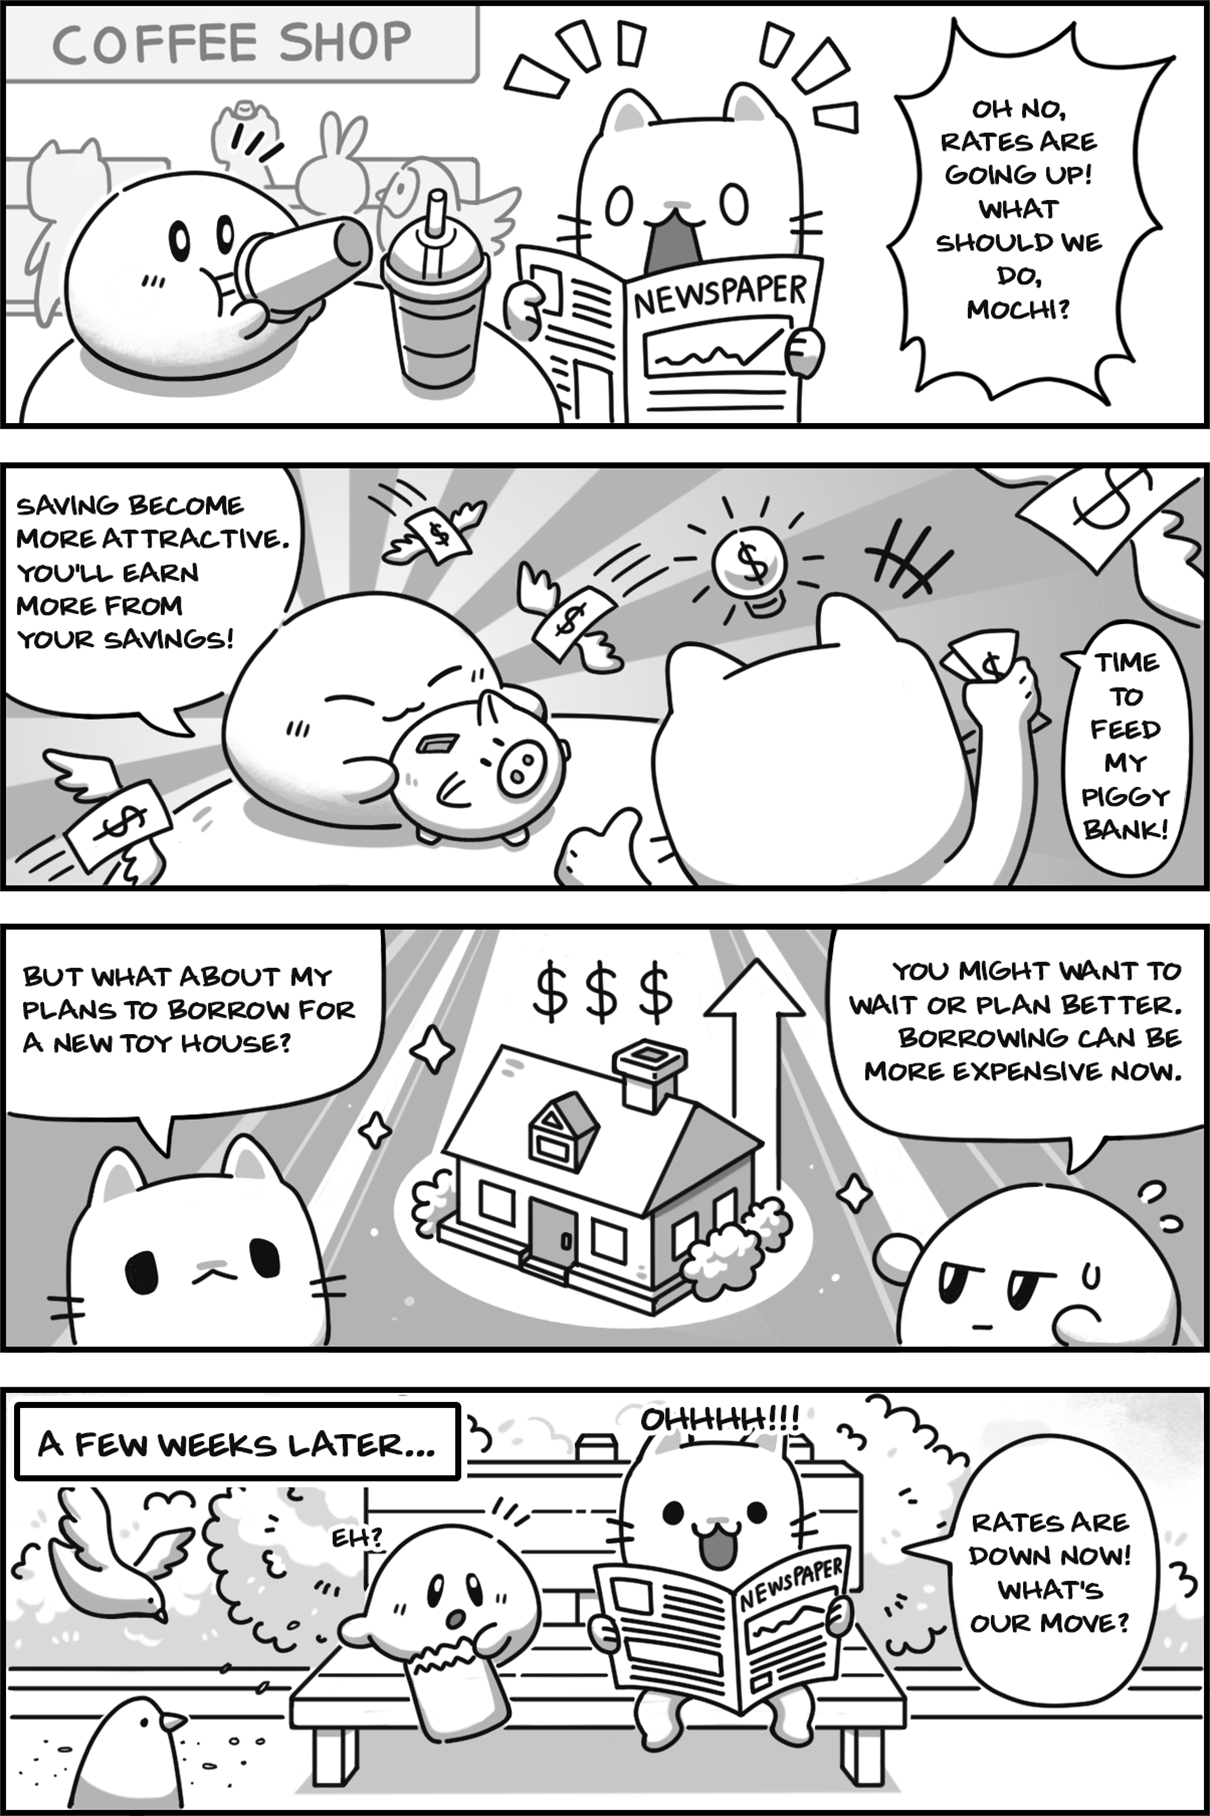 COFFEE SHOP
OH NO,
RATES ARE
GOING UP!
WHAT
SHOULD WE
DO,
MOCHI?
NEWSPAPER
SAVING BECOME
MORE ATTRACTIVE.
YOU'LL EARN
MORE FROM
YOUR SAVINGS!
$
$
$
$
$
$
TIME
TO
FEED
MY
PIGGY
BANK!
BUT WHAT ABOUT MY
PLANS TO BORROW FOR
A NEW TOY HOUSE?
$ $ $
YOU MIGHT WANT TO
WAIT OR PLAN BETTER.
BORROWING CAN BE
MORE EXPENSIVE NOW.
A FEW WEEKS LATER...
EH?
OHHHH!!!
NEWSPAPER
RATES ARE
DOWN NOW!
WHAT'S
OUR MOVE?